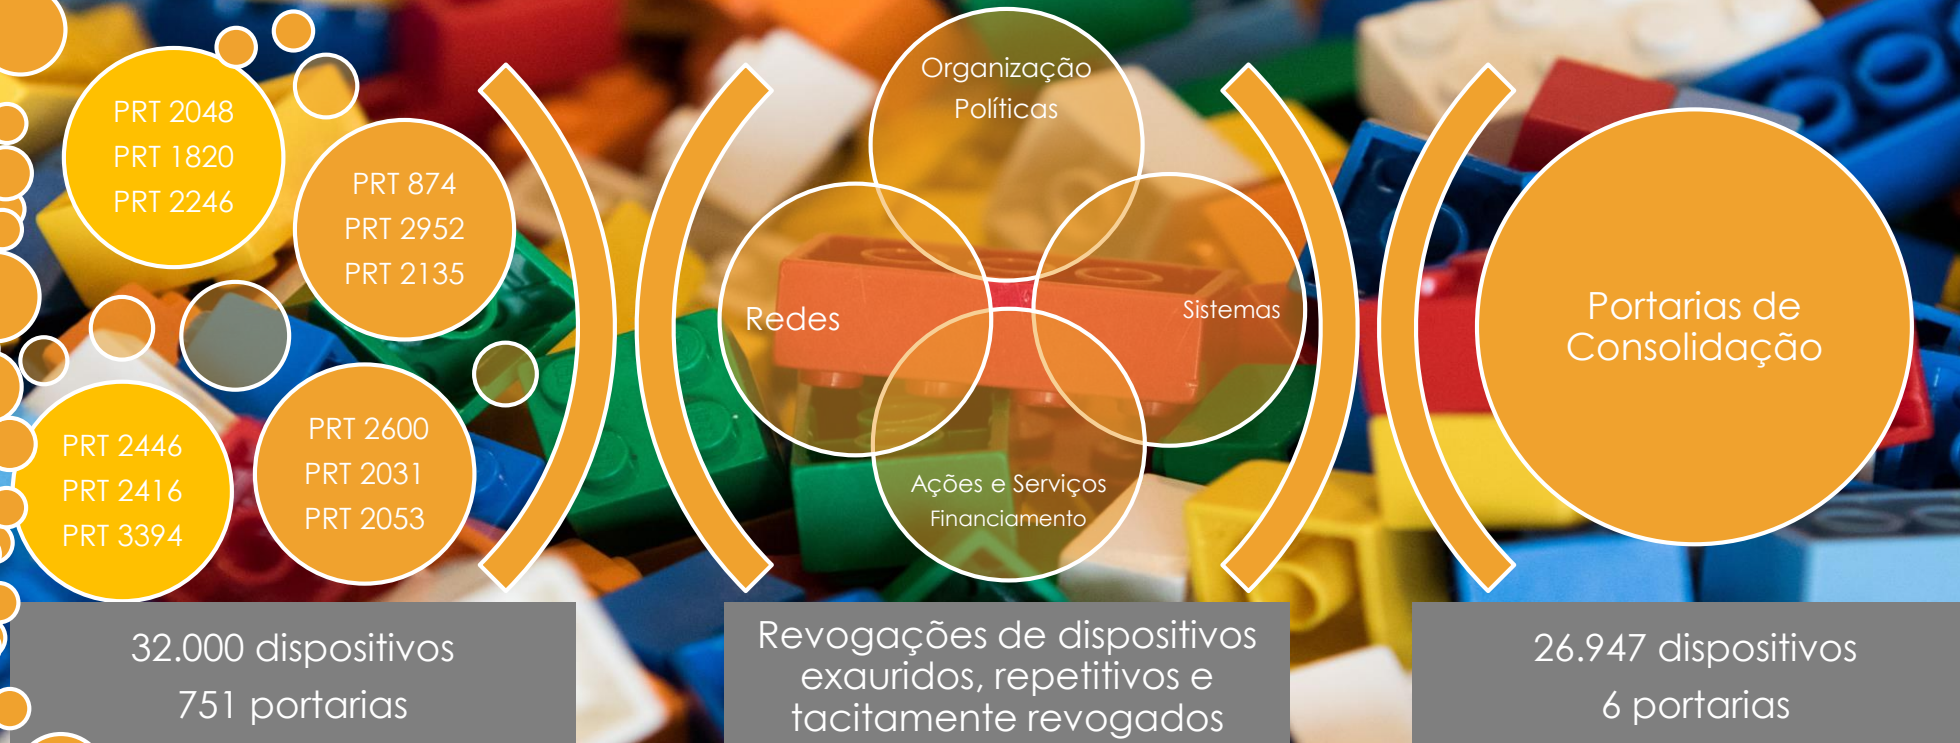 PRT 2048
PRT 1820
PRT 2246
PRT 874
PRT 2952
PRT 2135
PRT 2446
PRT 2416
PRT 3394
PRT 2600
PRT 2031
PRT 2053
32.000 dispositivos
751 portarias
Organização
Políticas
Redes
Sistemas
Ações e Serviços
Financiamento
Revogações de dispositivos
exauridos, repetitivos e
tacitamente revogados
Portarias de
Consolidação
26.947 dispositivos
6 portarias